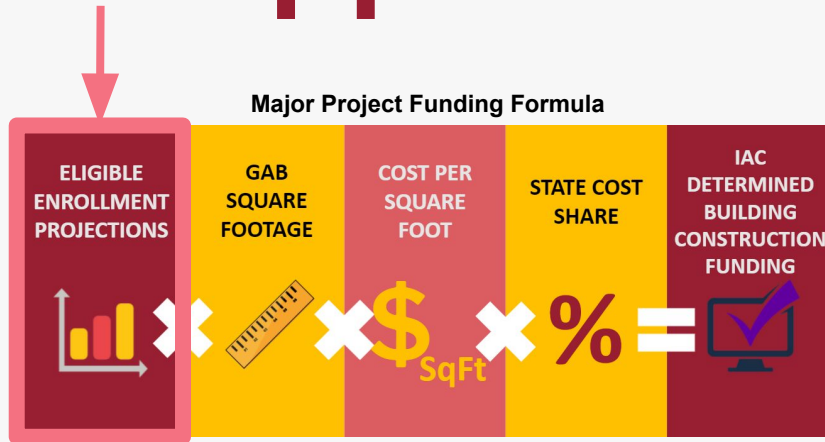 Major Project Funding Formula
ELIGIBLE
ENROLLMENT
PROJECTIONS
GAB
SQUARE
FOOTAGE
COST PER
SQUARE
FOOT
STATE COST
SHARE
IAC
DETERMINED
BUILDING
CONSTRUCTION
FUNDING
$
SqFt
%